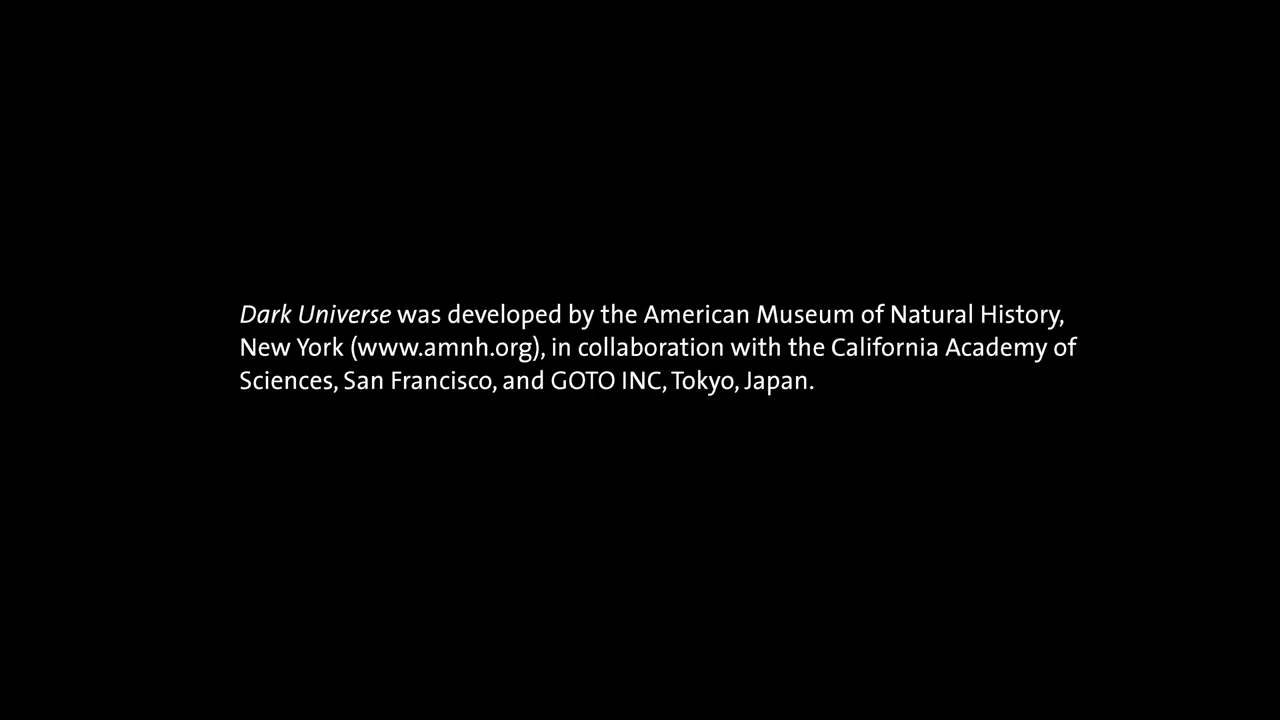 Dark Universe was developed by the American Museum of Natural History,
New York (www.amnh.org), in collaboration with the California Academy of
Sciences, San Francisco, and GOTO INC, Tokyo, Japan.